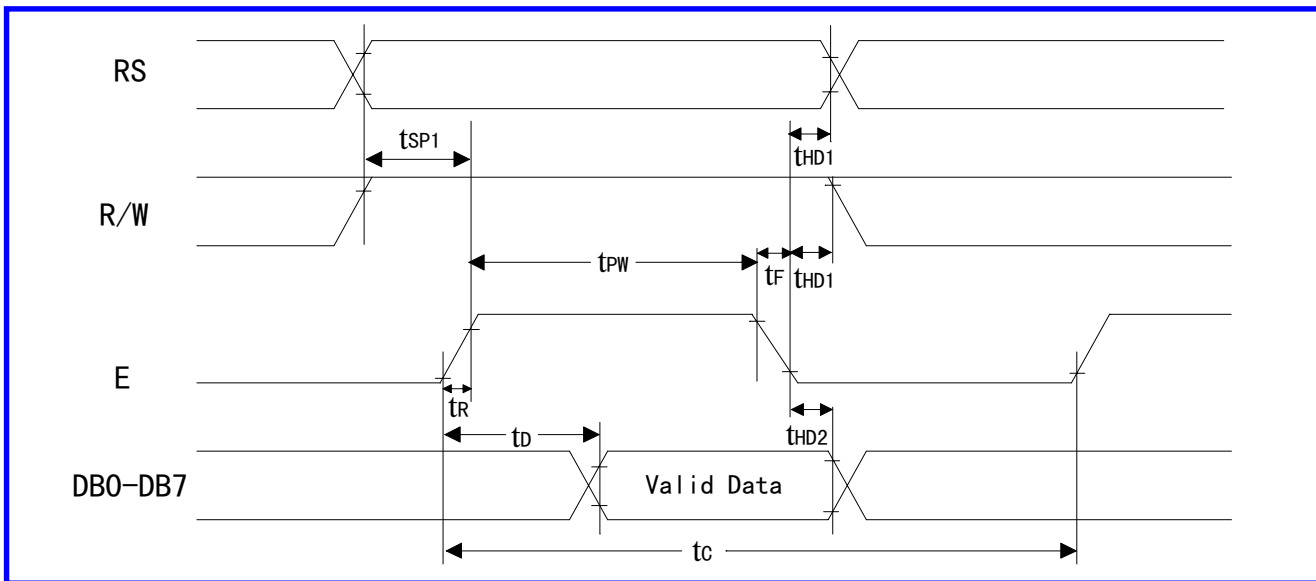 RS
tSP1
tHD1
R/W
tPW
tF
tHD1
E
tR
tD
tHD2
DB0-DB7
Valid Data
tC